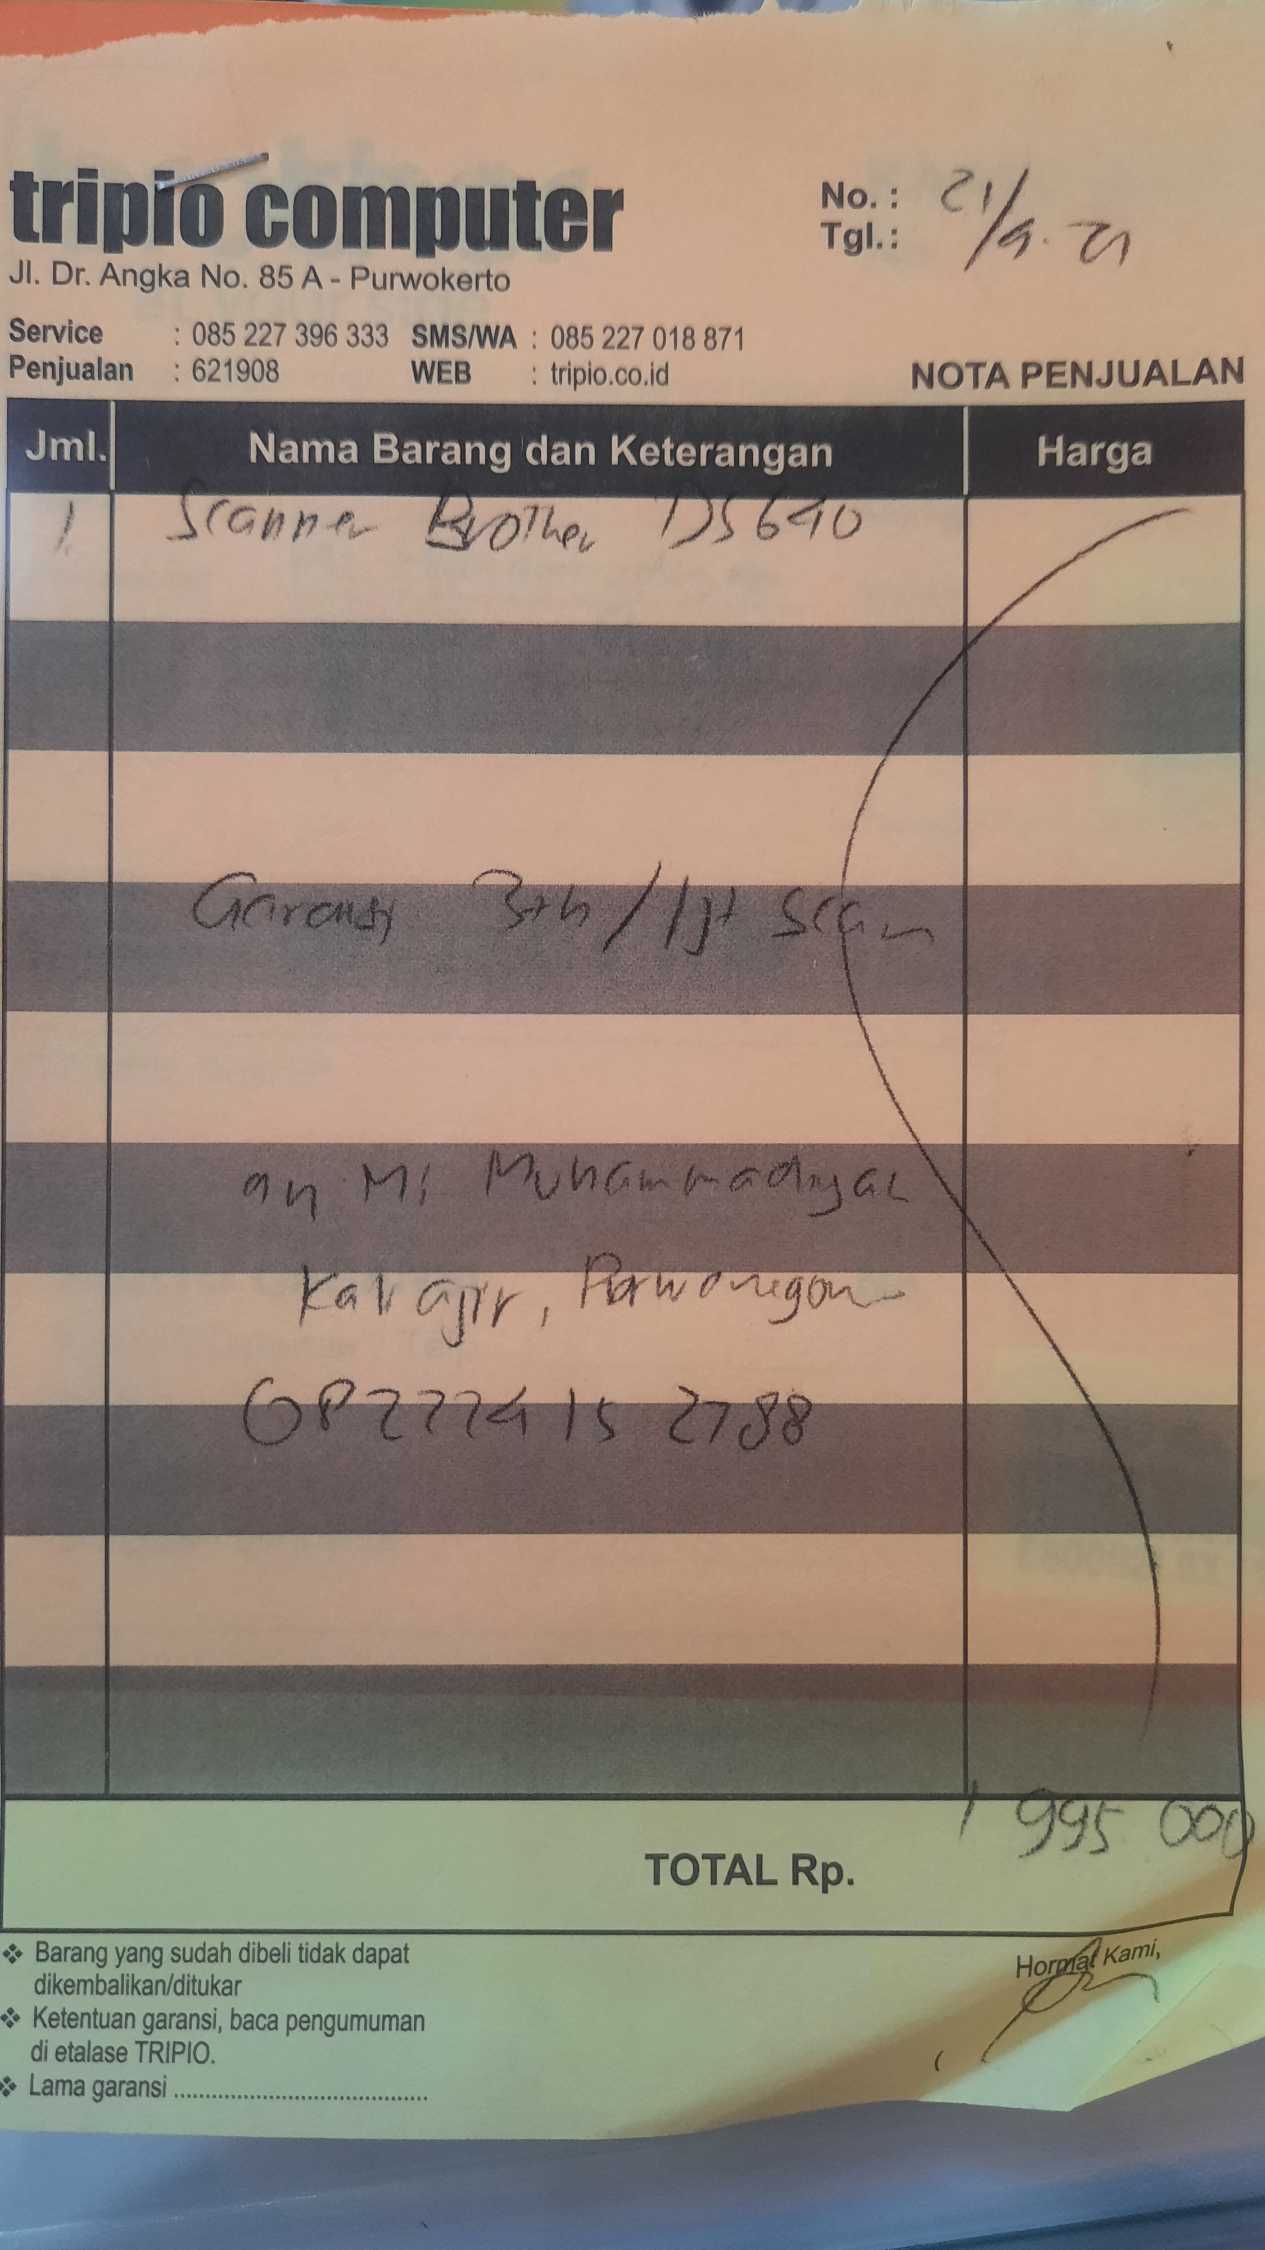 tripio computer
Jl. Dr. Angka No. 85 A - Purwokerto
Service : 085 227 396 333 SMS/WA : 085 227 018 871
Penjualan : 621908 WEB : tripio.co.id
No. :
Tgl. : 21/9.21
NOTA PENJUALAN
Jml. Nama Barang dan Keterangan Harga
1. Scanner Brother DS640
Garansi 3th / 1jt Scan
an MI Muhammadiyah
Kaliajir, Purwonegoro
082224152788
1 995 000
TOTAL Rp.
❖ Barang yang sudah dibeli tidak dapat
dikembalikan/ditukar
❖ Ketentuan garansi, baca pengumuman
di etalase TRIPIO.
❖ Lama garansi ........................................
Hormat Kami,